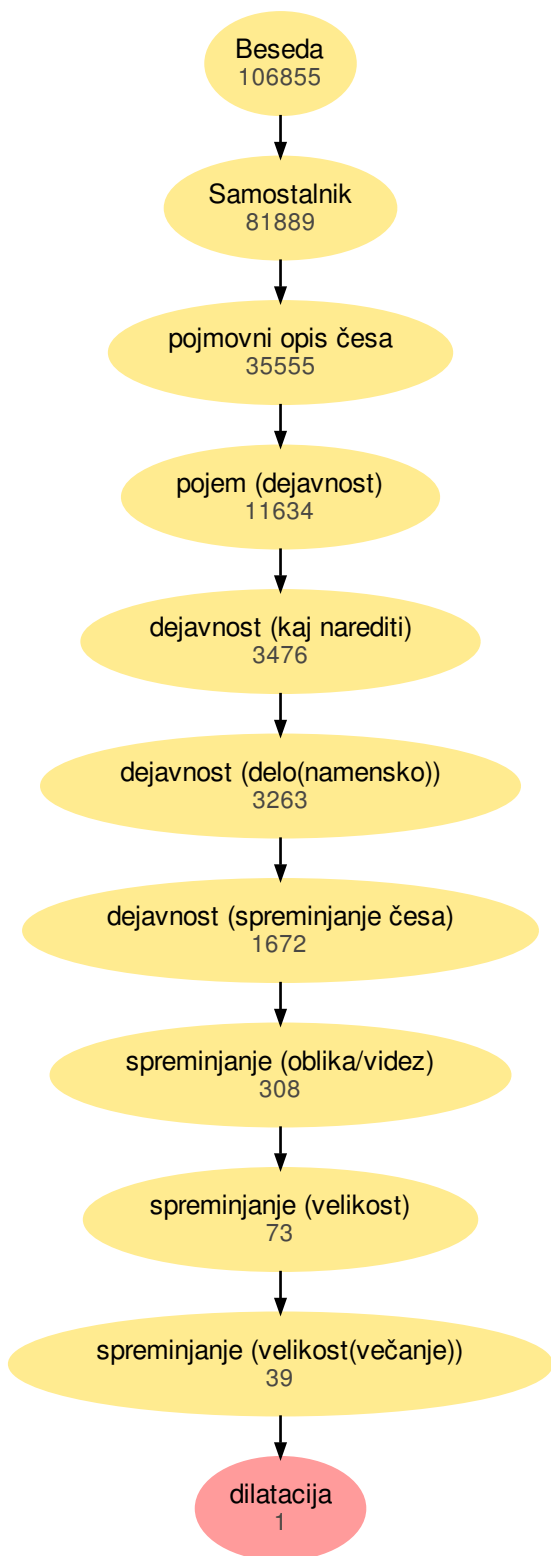 Beseda
106855
Samostalnik
81889
pojmovni opis česa
35555
pojem (dejavnost)
11634
dejavnost (kaj narediti)
3476
dejavnost (delo(namensko))
3263
dejavnost (spreminjanje česa)
1672
spreminjanje (oblika/videz)
308
spreminjanje (velikost)
73
spreminjanje (velikost(večanje))
39
dilatacija
1